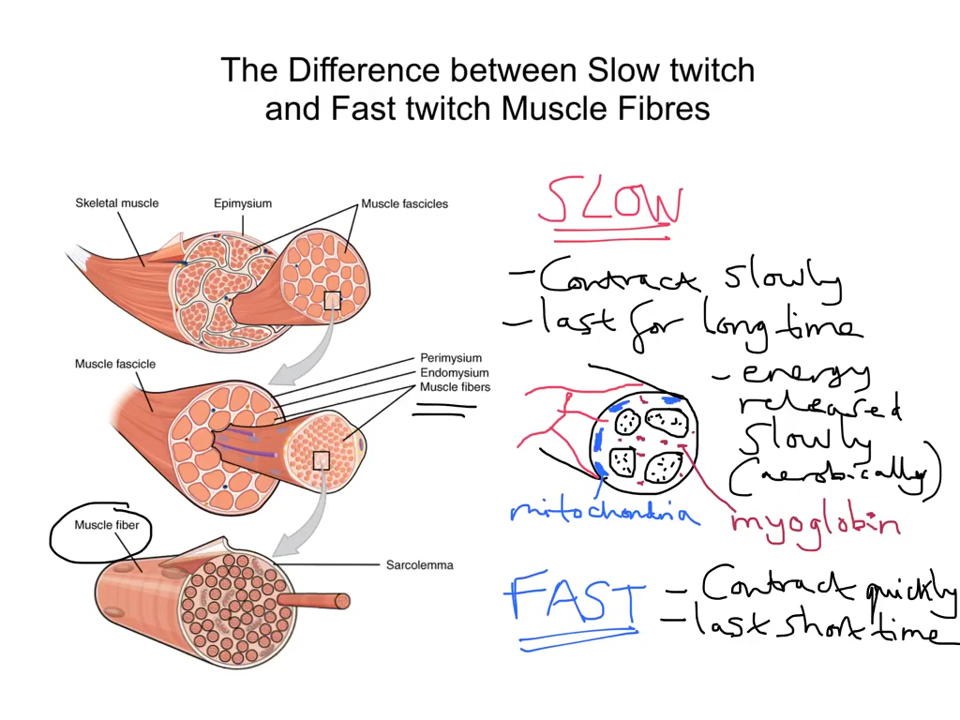 The Difference between Slow twitch
and Fast twitch Muscle Fibres
Skeletal muscle
Epimysium
Muscle fascicles
Muscle fascicle
Perimysium
Endomysium
Muscle fibers
Muscle fiber
Sarcolemma
SLOW
- Contract slowly
- last for long time
- energy
released
slowly
(aerobically)
mitochondria
myoglobin
FAST
- Contract quickly
- last short time